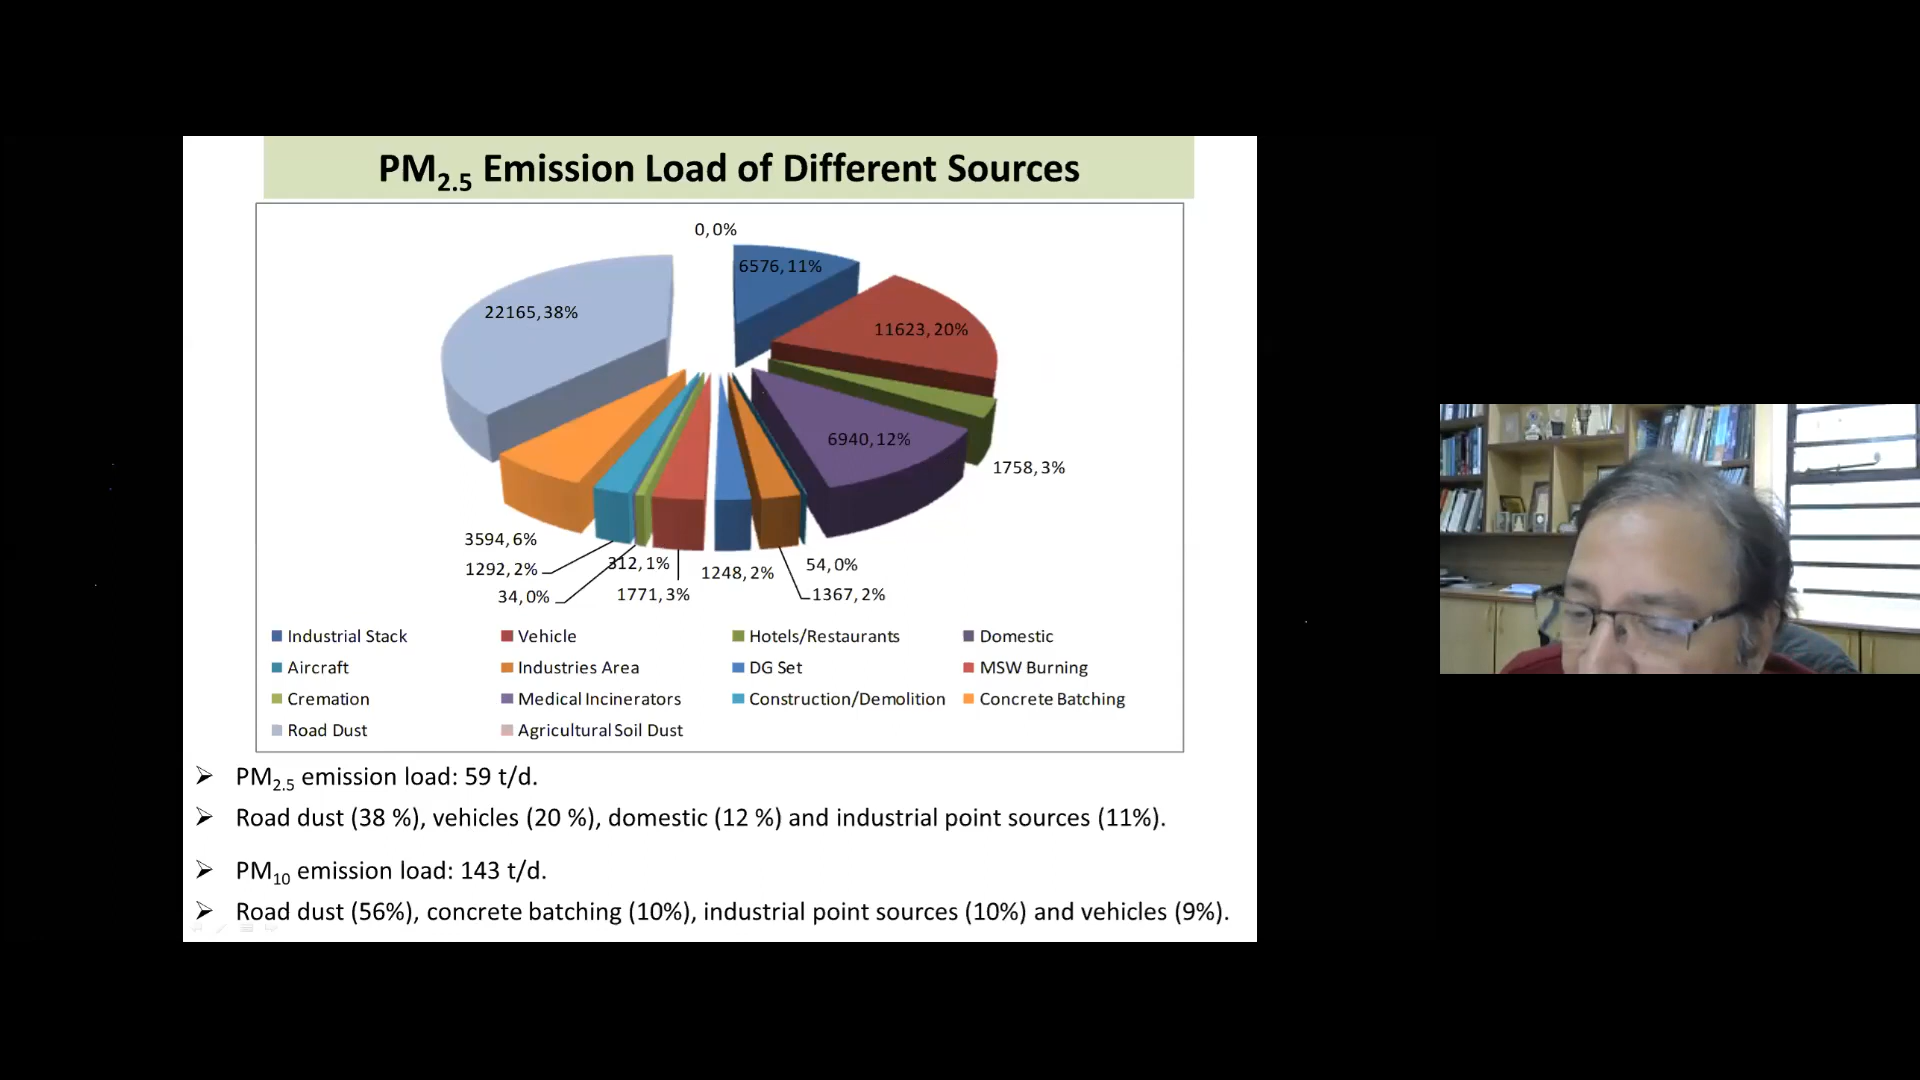 PM2.5 Emission Load of Different Sources
0, 0%
6576, 11%
22165, 38%
11623, 20%
6940, 12%
1758, 3%
3594, 6%
1292, 2%
312, 1%
1248, 2%
54, 0%
34, 0%
1771, 3%
1367, 2%
Industrial Stack Vehicle Hotels/Restaurants Domestic
Aircraft Industries Area DG Set MSW Burning
Cremation Medical Incinerators Construction/Demolition Concrete Batching
Road Dust Agricultural Soil Dust
➢ PM2.5 emission load: 59 t/d.
➢ Road dust (38 %), vehicles (20 %), domestic (12 %) and industrial point sources (11%).
➢ PM10 emission load: 143 t/d.
➢ Road dust (56%), concrete batching (10%), industrial point sources (10%) and vehicles (9%).